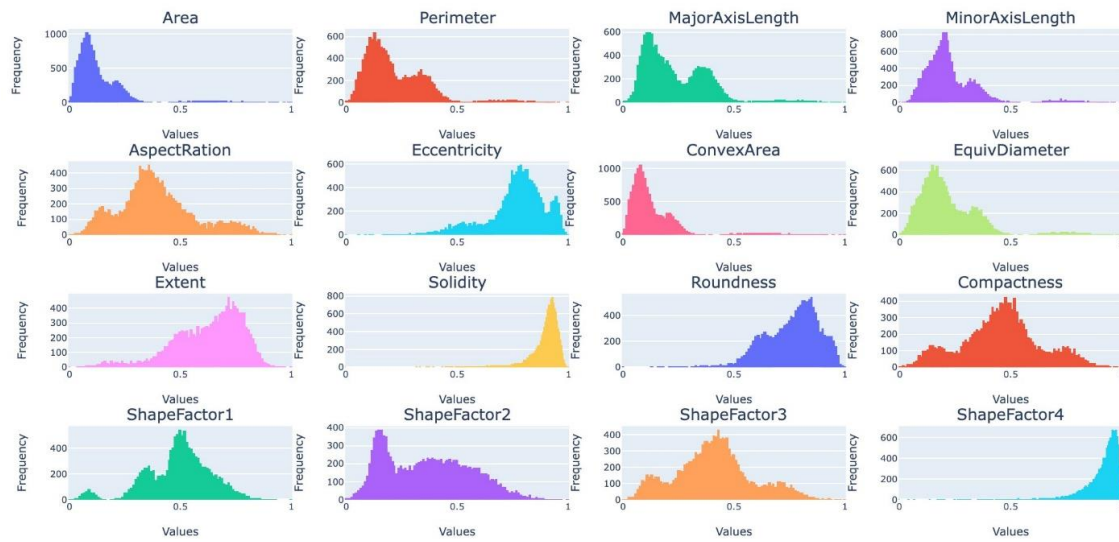 Area Perimeter MajorAxisLength MinorAxisLength
Frequency 1000 500 0 Frequency 600 400 200 0 Frequency 600 400 200 0 Frequency 800 600 400 200 0
0 0.5 1 0 0.5 1 0 0.5 1 0 0.5 1
Values Values Values Values
AspectRation Eccentricity ConvexArea EquivDiameter
Frequency 400 300 200 100 0 Frequency 600 400 200 0 Frequency 1000 500 0 Frequency 600 400 200 0
0 0.5 1 0 0.5 1 0 0.5 1 0 0.5 1
Values Values Values Values
Extent Solidity Roundness Compactness
Frequency 400 300 200 100 0 Frequency 800 600 400 200 0 Frequency 400 200 0 Frequency 400 300 200 100 0
0 0.5 1 0 0.5 1 0 0.5 1 0 0.5
Values Values Values Values
ShapeFactor1 ShapeFactor2 ShapeFactor3 ShapeFactor4
Frequency 400 200 0 Frequency 400 300 200 100 0 Frequency 400 300 200 100 0 Frequency 600 400 200 0
0 0.5 1 0 0.5 1 0 0.5 1 0 0.5
Values Values Values Values